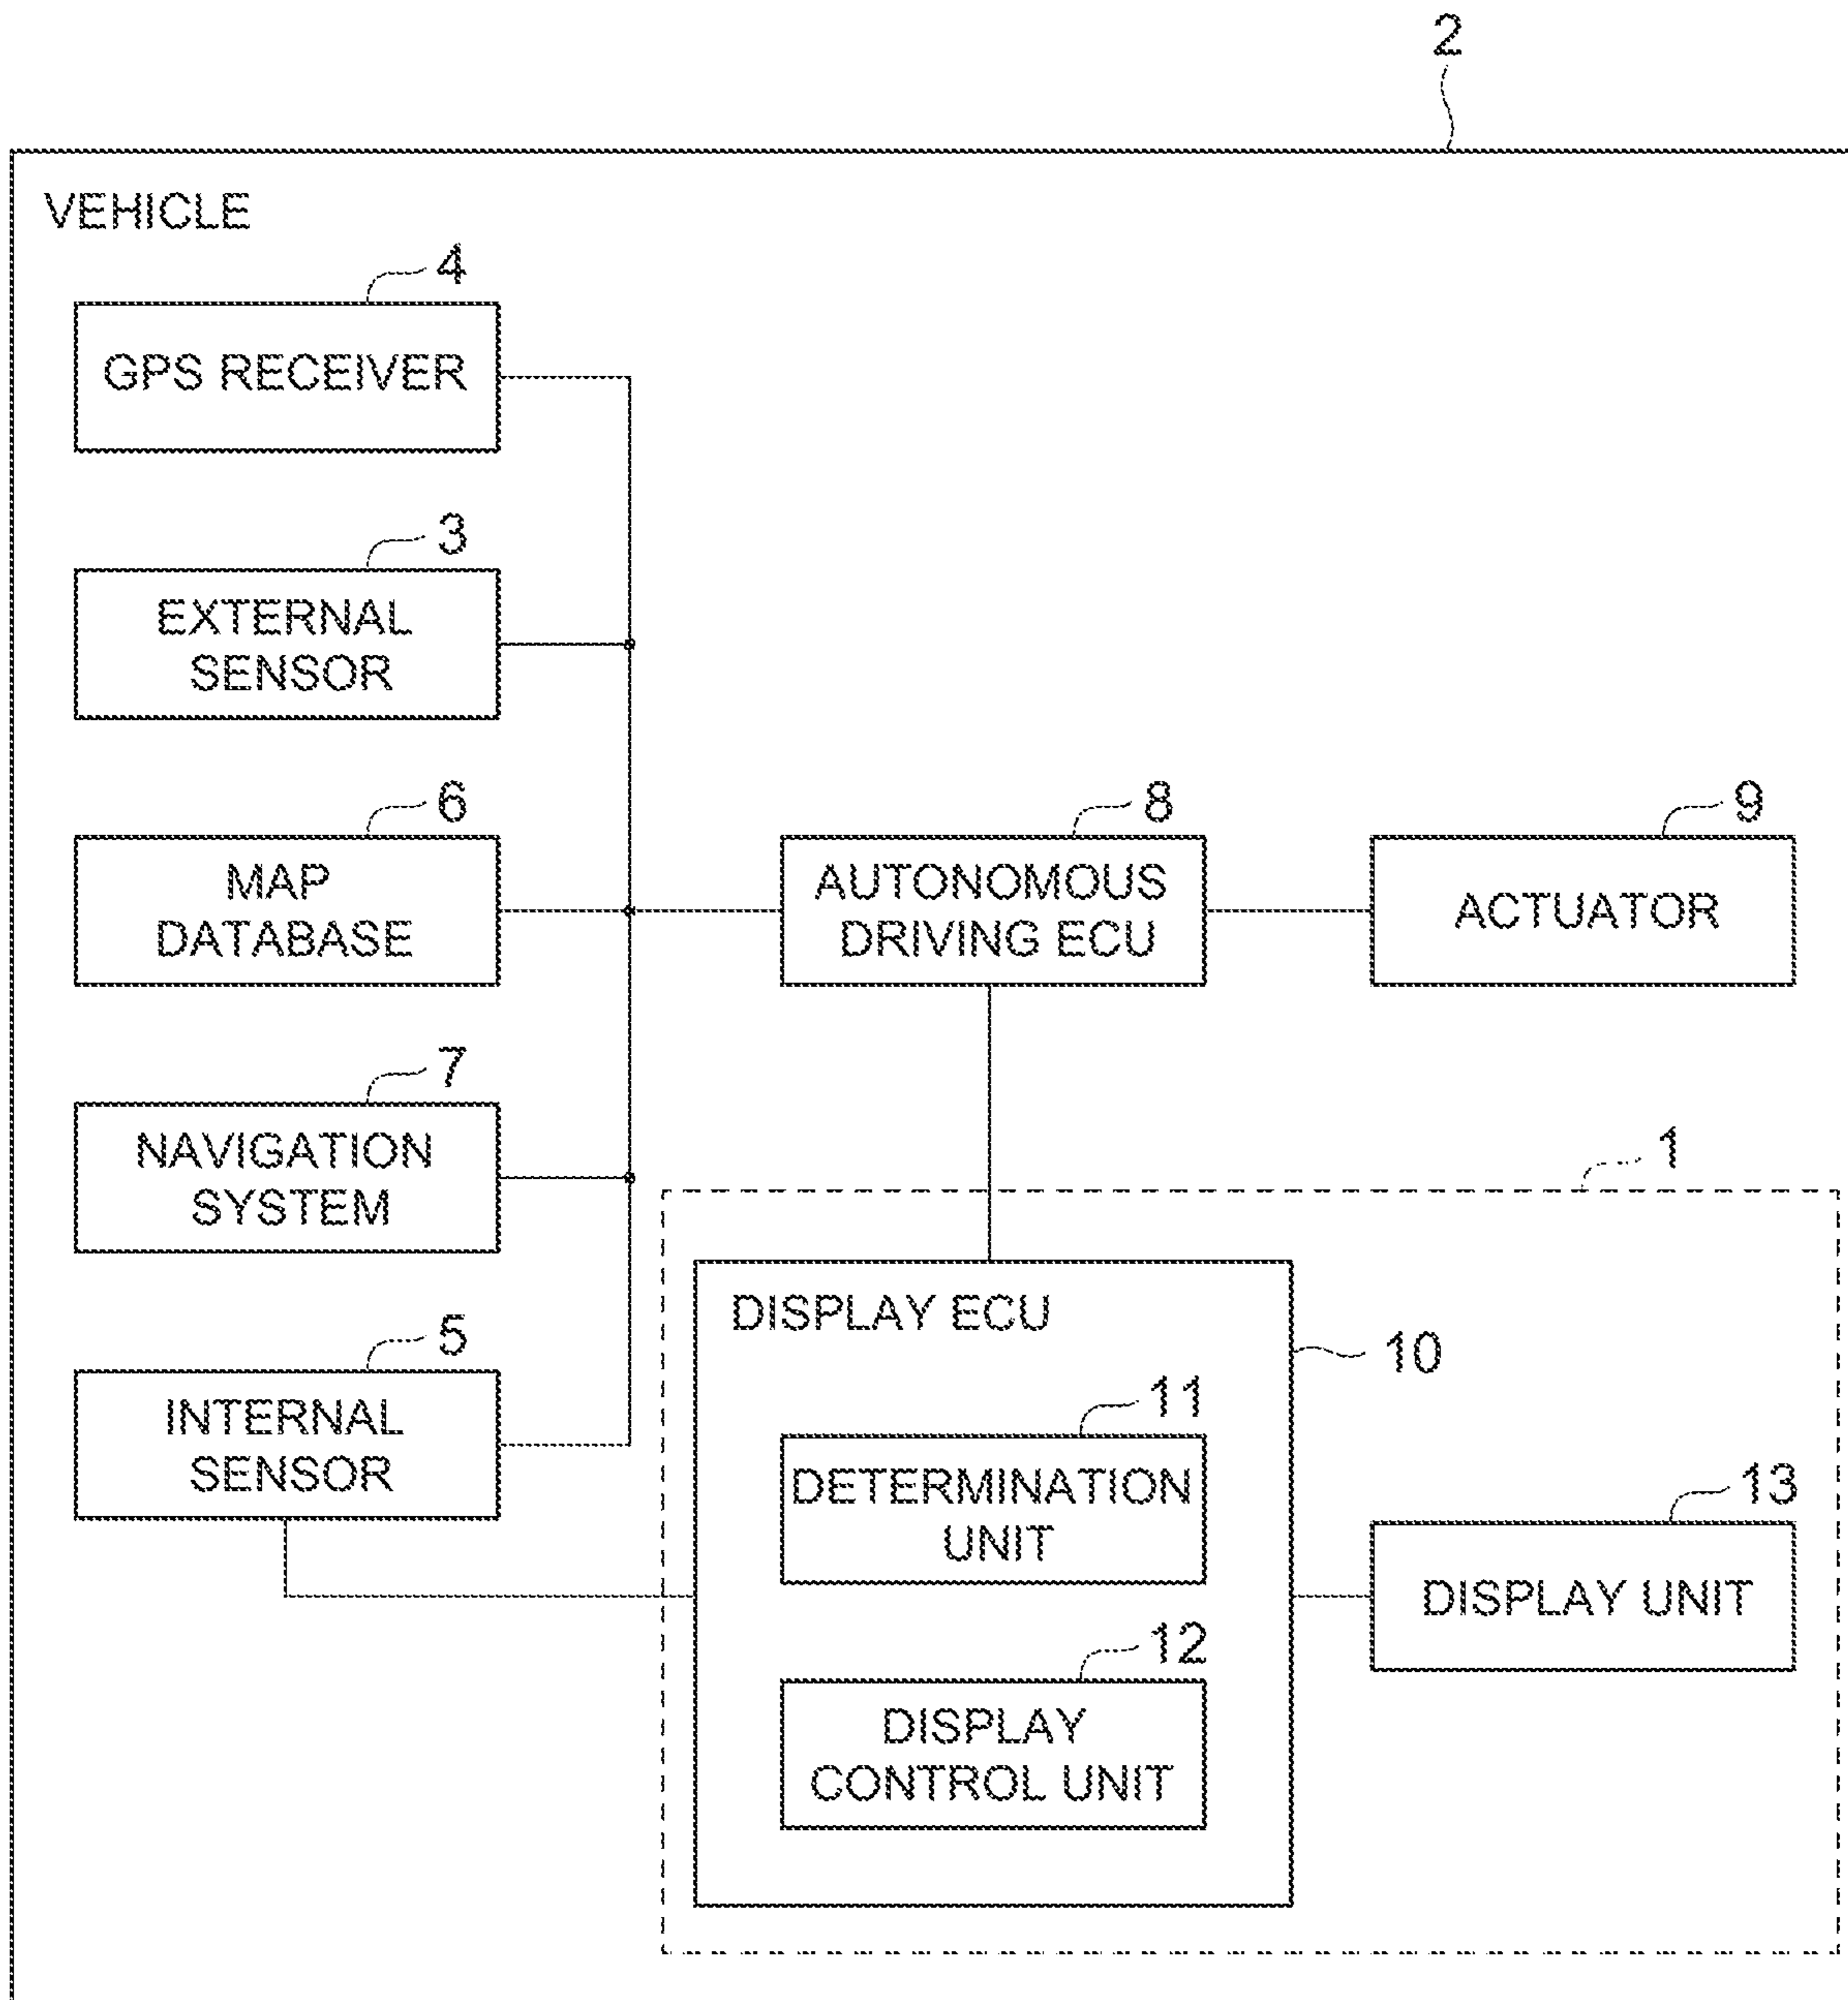 2
VEHICLE
4
GPS RECEIVER
3
EXTERNAL
SENSOR
6
MAP
DATABASE
8
AUTONOMOUS
DRIVING ECU
9
ACTUATOR
7
NAVIGATION
SYSTEM
1
5
INTERNAL
SENSOR
DISPLAY ECU
10
11
DETERMINATION
UNIT
13
DISPLAY UNIT
12
DISPLAY
CONTROL UNIT